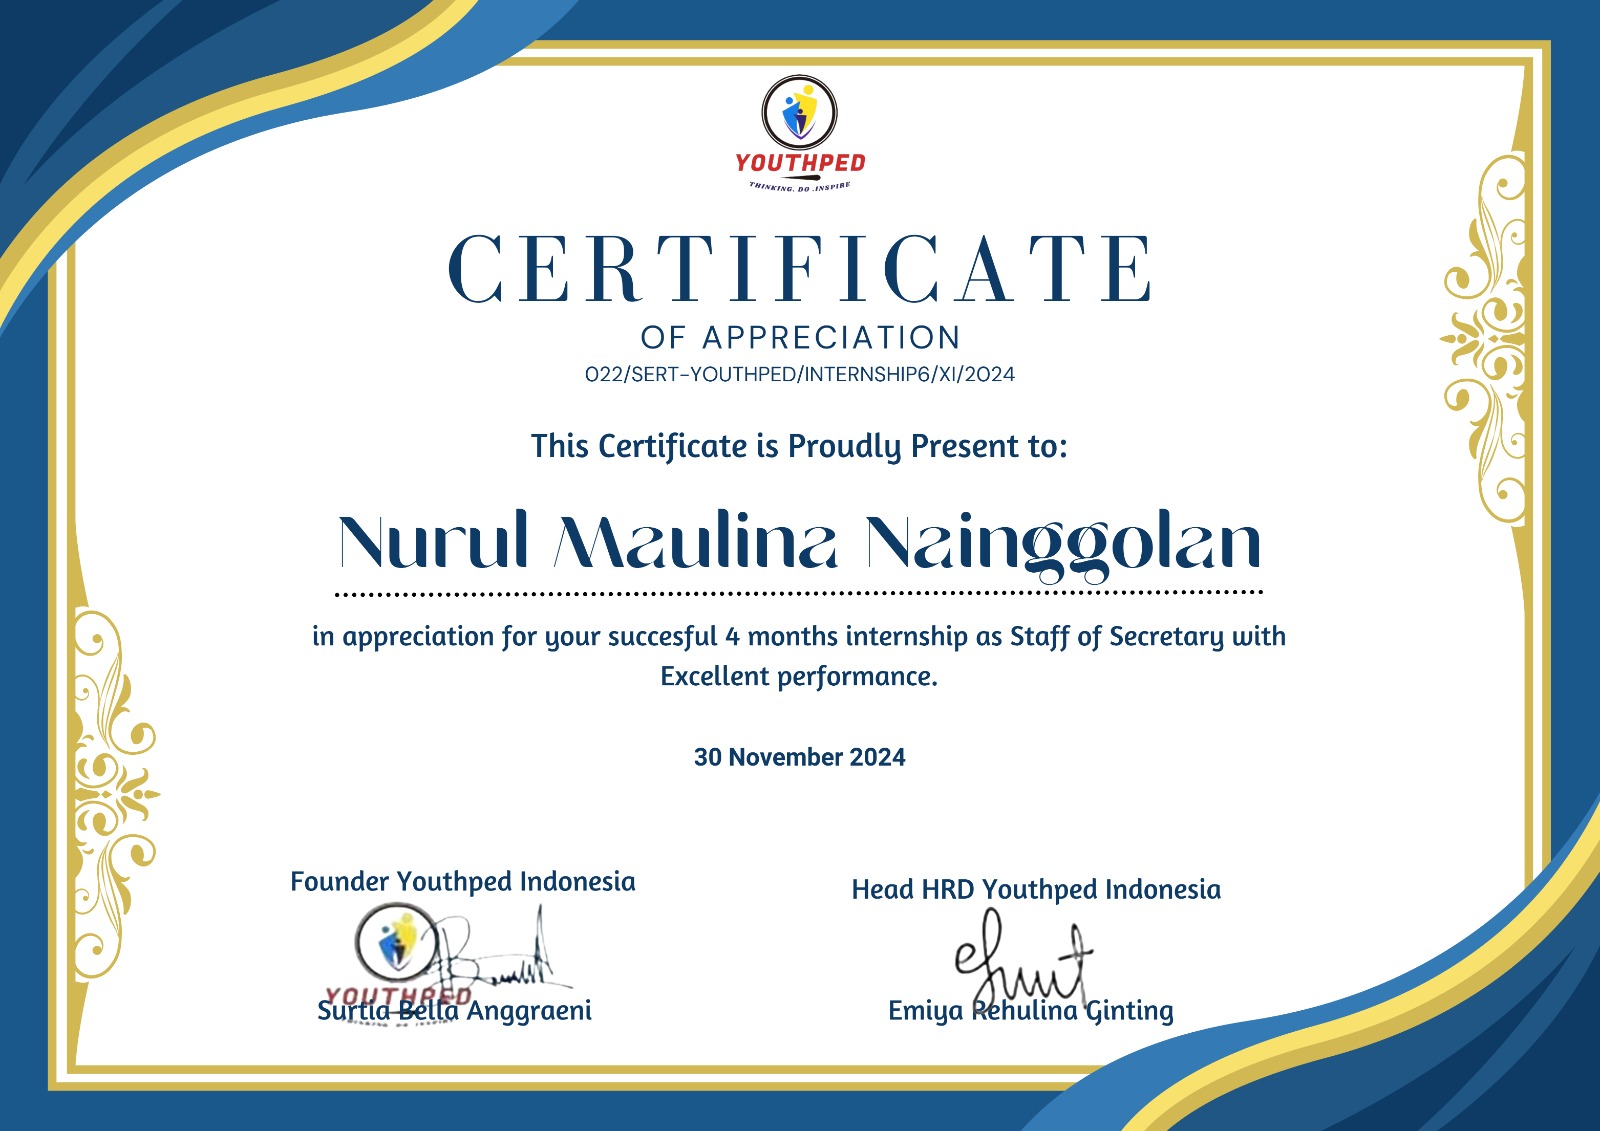 YOUTHPED
THINKING. DO .INSPIRE
CERTIFICATE
OF APPRECIATION
022/SERT-YOUTHPED/INTERNSHIP6/XI/2024
This Certificate is Proudly Present to:
Nurul Maulina Nainggolan
in appreciation for your succesful 4 months internship as Staff of Secretary with
Excellent performance.
30 November 2024
Founder Youthped Indonesia
YOUTHPED
Surtia Bella Anggraeni
Head HRD Youthped Indonesia
Emiya Rehulina Ginting